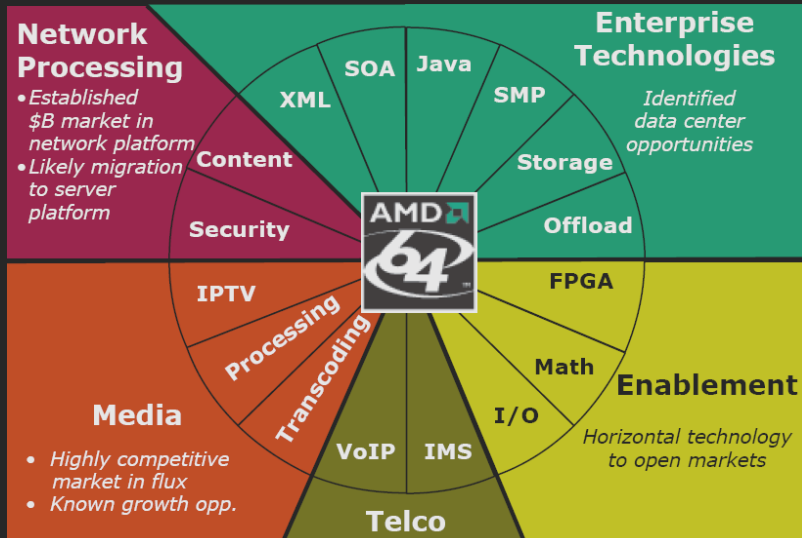 Network
Processing
•Established
$B market in
network platform
•Likely migration
to server
platform
Enterprise
Technologies
Identified
data center
opportunities
XML
SOA
Java
SMP
Storage
Offload
Content
Security
AMD
64
TM
IPTV
Processing
Transcoding
VoIP
IMS
FPGA
Math
I/O
Media
• Highly competitive
market in flux
• Known growth opp.
Telco
Enablement
Horizontal technology
to open markets